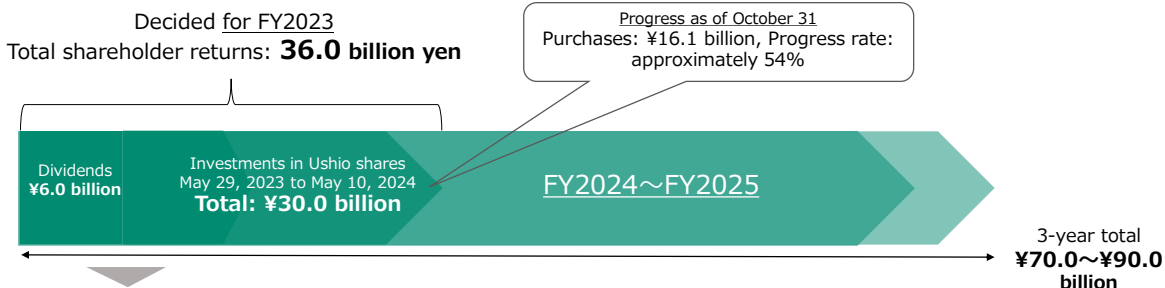 Decided for FY2023
Total shareholder returns: 36.0 billion yen
Progress as of October 31
Purchases: ¥16.1 billion, Progress rate:
approximately 54%
Dividends
¥6.0 billion
Investments in Ushio shares
May 29, 2023 to May 10, 2024
Total: ¥30.0 billion
FY2024～FY2025
3-year total
¥70.0～¥90.0
billion